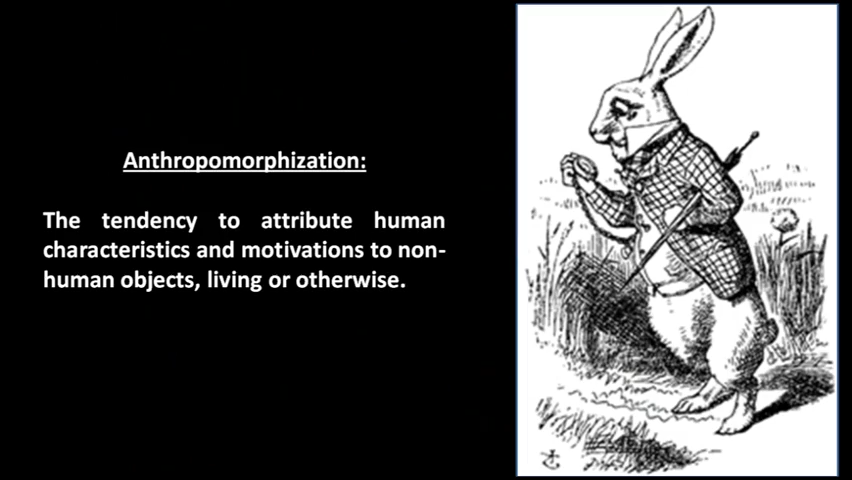 Anthropomorphization:
The tendency to attribute human
characteristics and motivations to non-
human objects, living or otherwise.